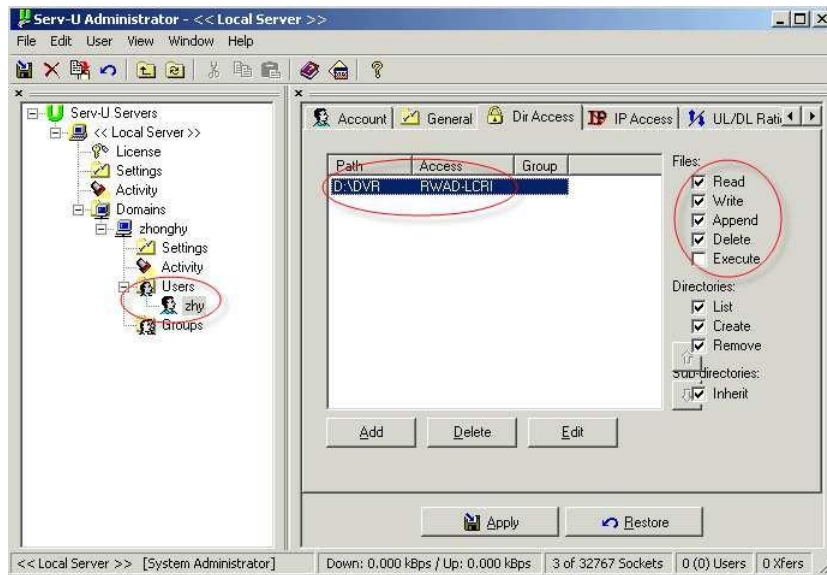 Serv-U Administrator - << Local Server >>
File Edit User View Window Help
Serv-U Servers
<< Local Server >>
License
Settings
Activity
Domains
zhonghy
Settings
Activity
Users
zhy
Groups
Account General Dir Access IP Access UL/DL Rati
Path Access Group
D:\DVR RWAD-LCRI
Files:
Read
Write
Append
Delete
Execute
Directories:
List
Create
Remove
Sub-directories:
Inherit
Add Delete Edit
Apply Restore
<< Local Server >> [System Administrator] Down: 0.000 kBps / Up: 0.000 kBps 3 of 32767 Sockets 0 (0) Users 0 Xfers